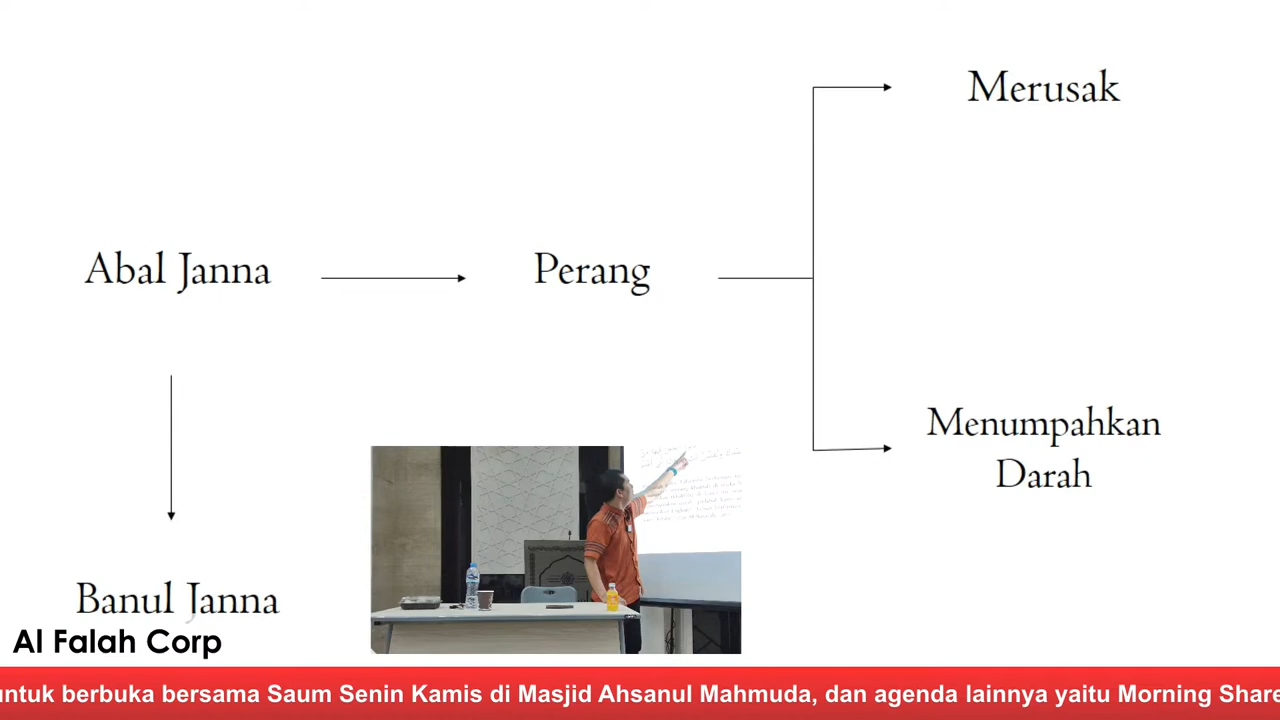 Merusak
Abal Janna
Perang
Menumpahkan
Darah
Banul Janna
Al Falah Corp
untuk berbuka bersama Saum Senin Kamis di Masjid Ahsanul Mahmuda, dan agenda lainnya yaitu Morning Share